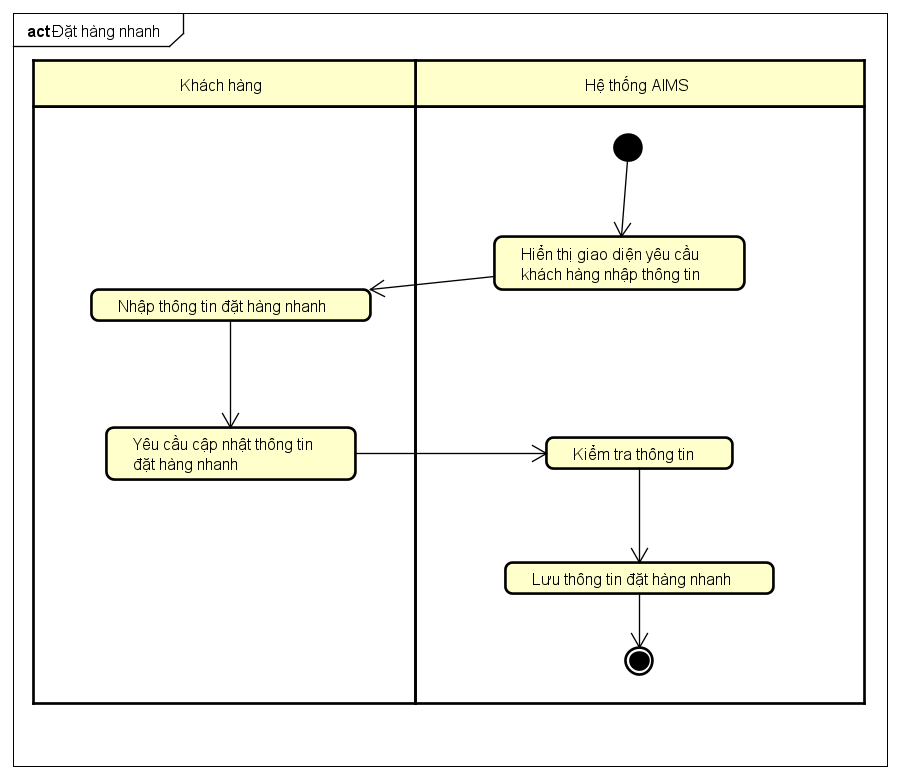 act Đặt hàng nhanh
Khách hàng
Hệ thống AIMS
Hiển thị giao diện yêu cầu
khách hàng nhập thông tin
Nhập thông tin đặt hàng nhanh
Yêu cầu cập nhật thông tin
đặt hàng nhanh
Kiểm tra thông tin
Lưu thông tin đặt hàng nhanh